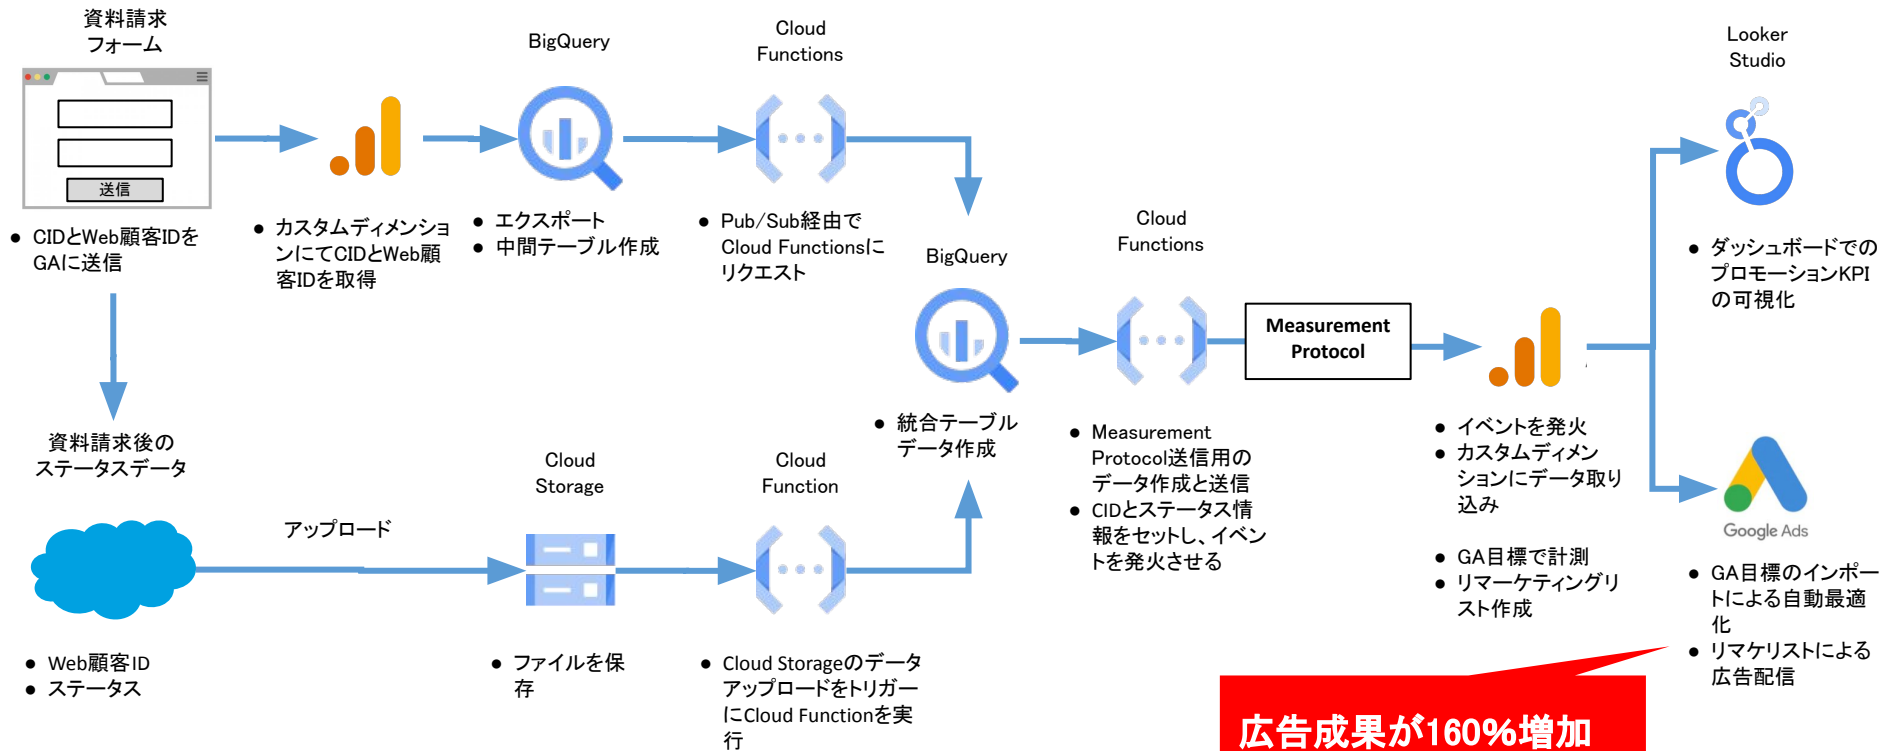 資料請求
フォーム
送信
● CIDとWeb顧客IDを
GAに送信
● カスタムディメンショ
ンにてCIDとWeb顧
客IDを取得
BigQuery
● エクスポート
● 中間テーブル作成
Cloud
Functions
● Pub/Sub経由で
Cloud Functionsに
リクエスト
資料請求後の
ステータスデータ
● Web顧客ID
● ステータス
アップロード
Cloud
Storage
● ファイルを保
存
Cloud
Function
● Cloud Storageのデータ
アップロードをトリガー
にCloud Functionを実
行
BigQuery
● 統合テーブル
データ作成
Cloud
Functions
● Measurement
Protocol送信用の
データ作成と送信
● CIDとステータス情
報をセットし、イベン
トを発火させる
Measurement
Protocol
● イベントを発火
● カスタムディメン
ションにデータ取り
込み
● GA目標で計測
● リマーケティングリ
スト作成
Looker
Studio
● ダッシュボードでの
プロモーションKPI
の可視化
Google Ads
● GA目標のインポー
トによる自動最適
化
● リマケリストによる
広告配信
広告成果が160%増加